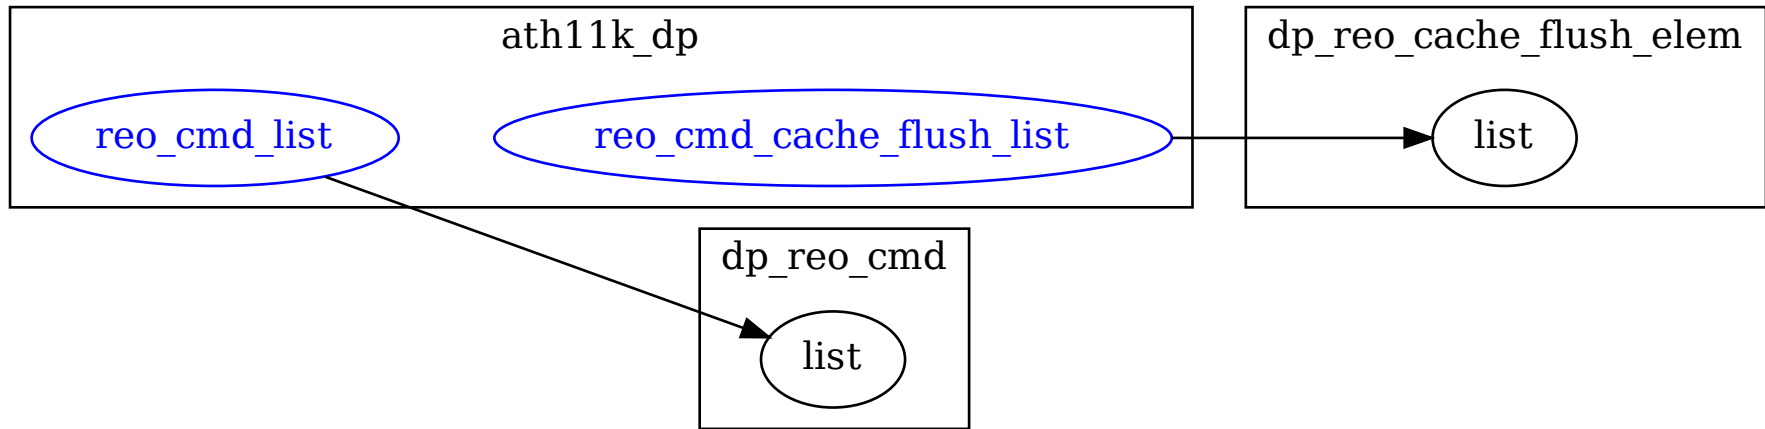 ath11k_dp
reo_cmd_list
reo_cmd_cache_flush_list
dp_reo_cache_flush_elem
list
dp_reo_cmd
list